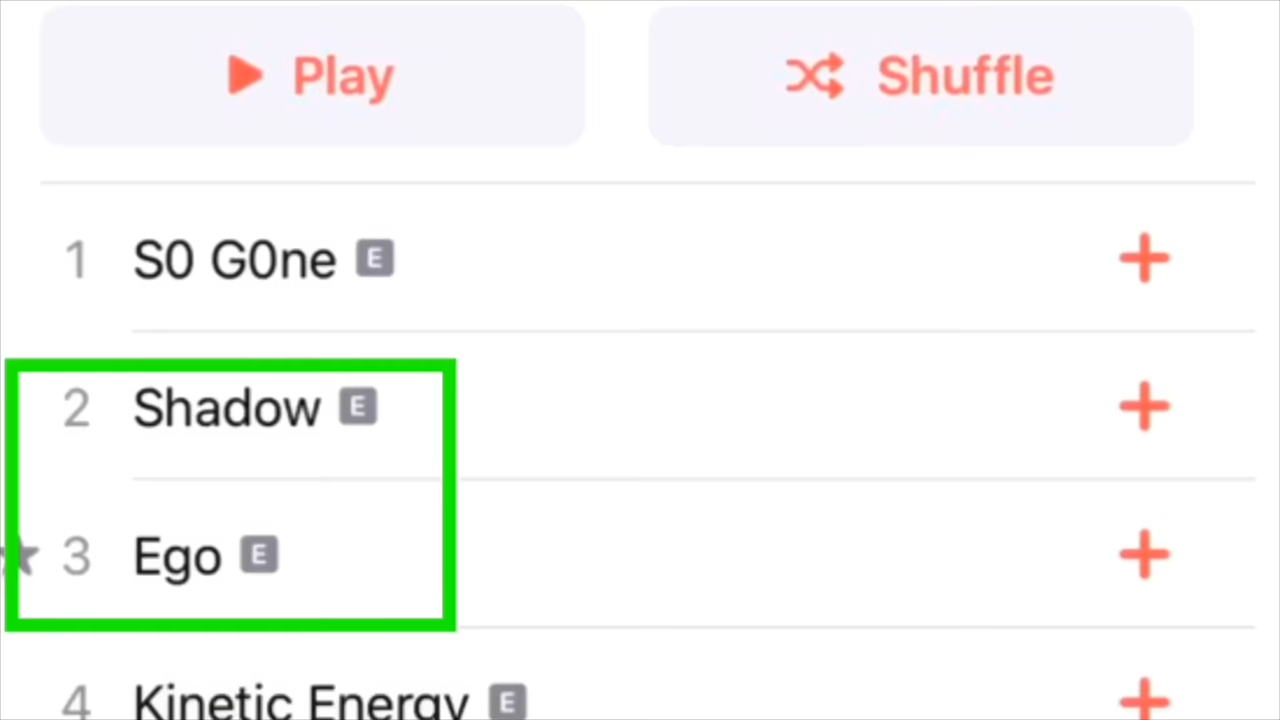 Play Shuffle
1 S0 G0ne E
2 Shadow E
3 Ego E
4 Kinetic Energy E